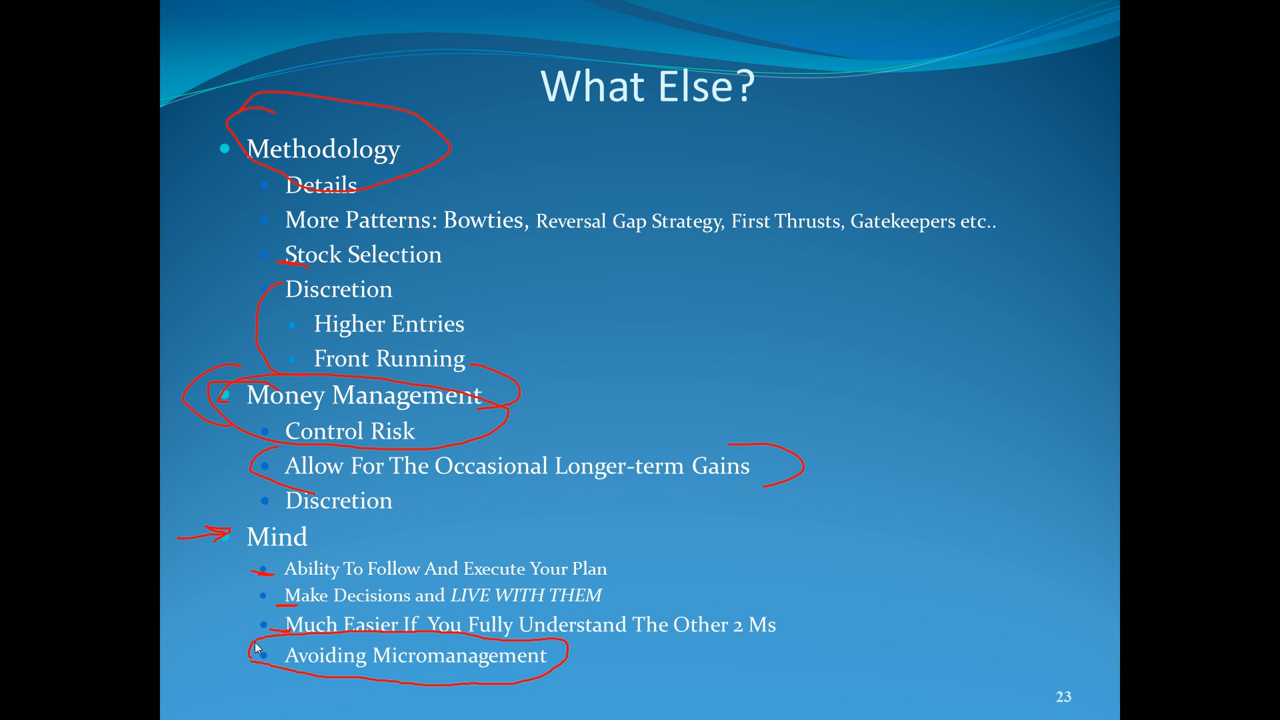 What Else?
Methodology
Details
More Patterns: Bowties, Reversal Gap Strategy, First Thrusts, Gatekeepers etc..
Stock Selection
Discretion
Higher Entries
Front Running
Money Management
Control Risk
Allow For The Occasional Longer-term Gains
Discretion
Mind
Ability To Follow And Execute Your Plan
Make Decisions and LIVE WITH THEM
Much Easier If You Fully Understand The Other 2 Ms
Avoiding Micromanagement
23